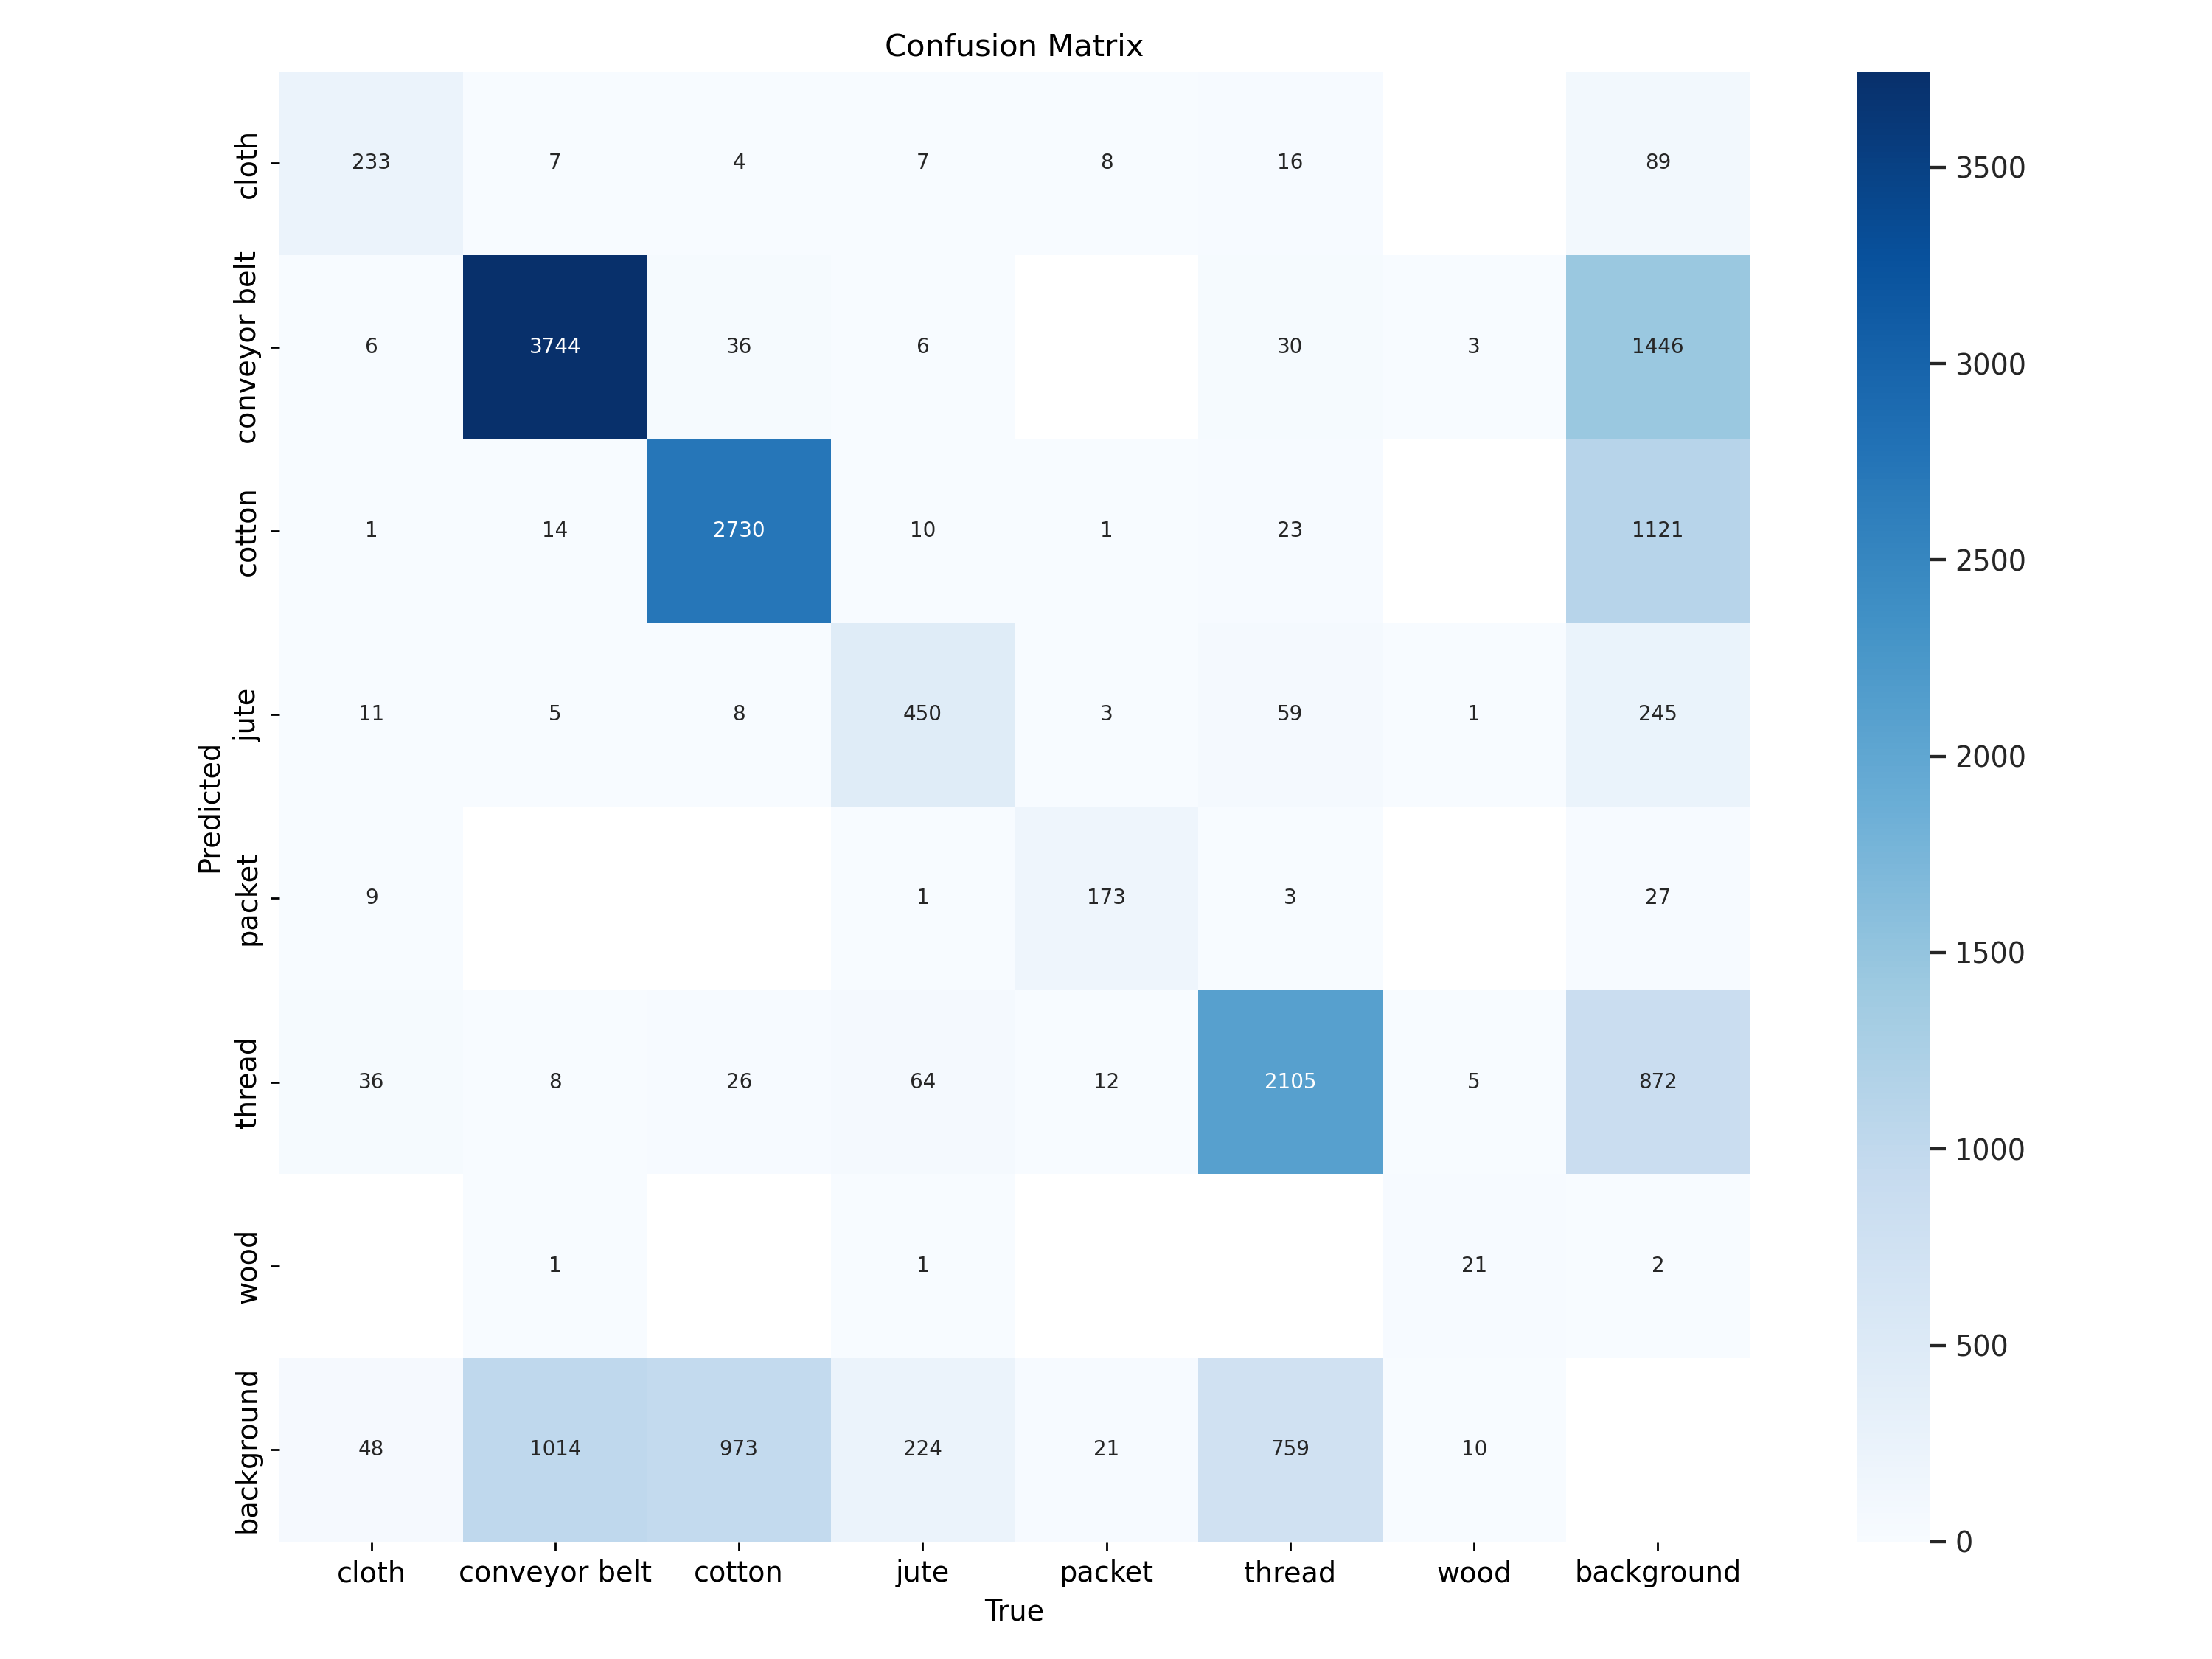 Confusion Matrix
cloth 233 7 4 7 8 16 89
conveyor belt 6 3744 36 6 30 3 1446
cotton 1 14 2730 10 1 23 1121
jute 11 5 8 450 3 59 1 245
packet 9 1 173 3 27
thread 36 8 26 64 12 2105 5 872
wood 1 1 21 2
background 48 1014 973 224 21 759 10
cloth conveyor belt cotton jute packet thread wood background
True
Predicted
3500
3000
2500
2000
1500
1000
500
0